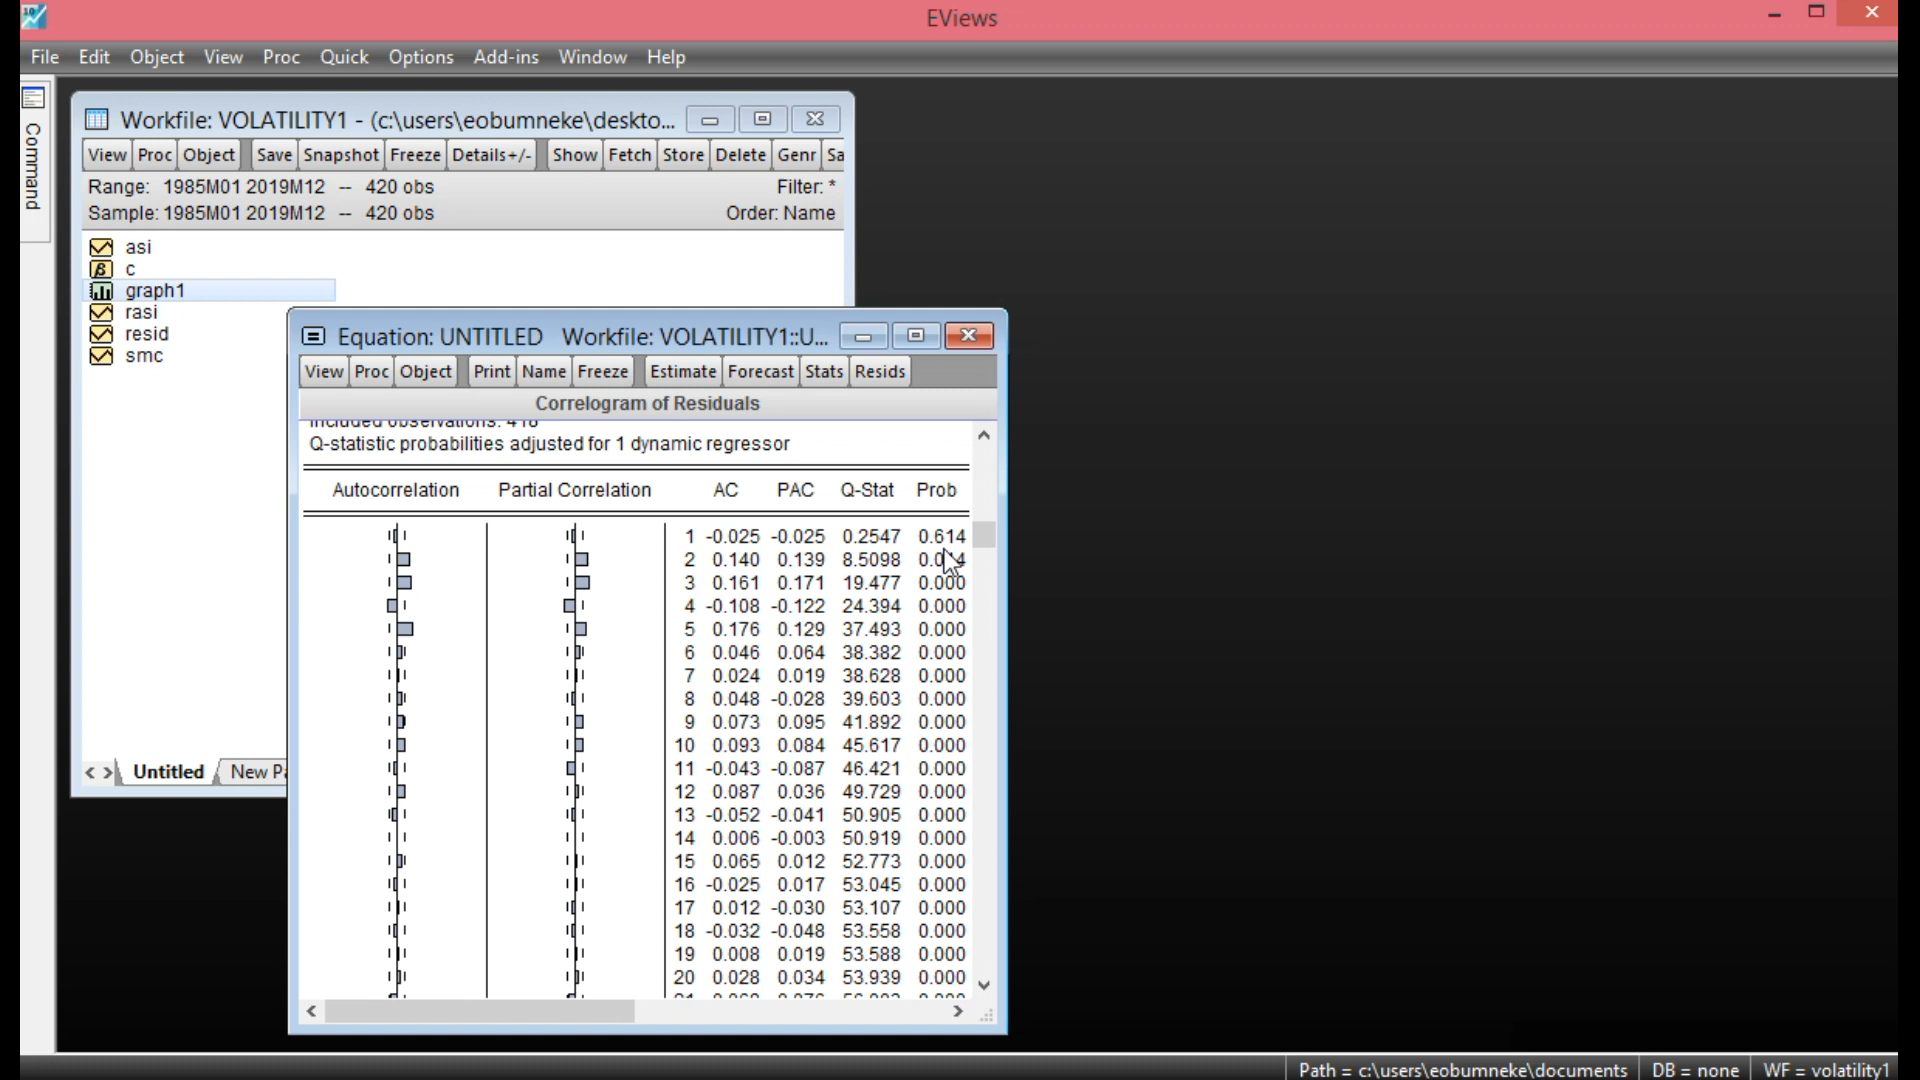 EViews
File Edit Object View Proc Quick Options Add-ins Window Help
Command
Workfile: VOLATILITY1 - (c:\users\eobumneke\deskto...
View Proc Object Save Snapshot Freeze Details+/- Show Fetch Store Delete Genr Sa
Range: 1985M01 2019M12 -- 420 obs Filter: *
Sample: 1985M01 2019M12 -- 420 obs Order: Name
asi
c
graph1
rasi
resid
smc
Untitled New Pa
Equation: UNTITLED Workfile: VOLATILITY1::U...
View Proc Object Print Name Freeze Estimate Forecast Stats Resids
Correlogram of Residuals
Included observations: 418
Q-statistic probabilities adjusted for 1 dynamic regressor
Autocorrelation Partial Correlation AC PAC Q-Stat Prob
1 -0.025 -0.025 0.2547 0.614
2 0.140 0.139 8.5098
3 0.161 0.171 19.477 0.000
4 -0.108 -0.122 24.394 0.000
5 0.176 0.129 37.493 0.000
6 0.046 0.064 38.382 0.000
7 0.024 0.019 38.628 0.000
8 0.048 -0.028 39.603 0.000
9 0.073 0.095 41.892 0.000
10 0.093 0.084 45.617 0.000
11 -0.043 -0.087 46.421 0.000
12 0.087 0.036 49.729 0.000
13 -0.052 -0.041 50.905 0.000
14 0.006 -0.003 50.919 0.000
15 0.065 0.012 52.773 0.000
16 -0.025 0.017 53.045 0.000
17 0.012 -0.030 53.107 0.000
18 -0.032 -0.048 53.558 0.000
19 0.008 0.019 53.588 0.000
20 0.028 0.034 53.939 0.000
Path = c:\users\eobumneke\documents DB = none WF = volatility1